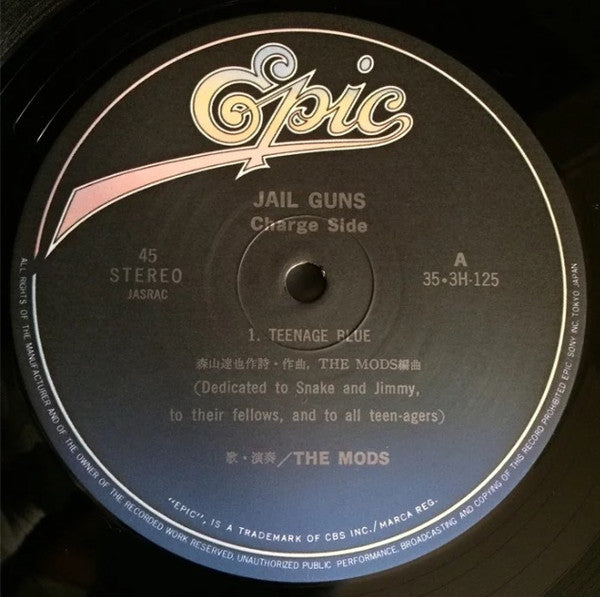 Epic
JAIL GUNS
Charge Side
45
STEREO
JASRAC
A
35・3H-125
1. TEENAGE BLUE
森山達也作詩・作曲, THE MODS編曲
(Dedicated to Snake and Jimmy,
to their fellows, and to all teen-agers)
歌・演奏/THE MODS
"EPIC", IS A TRADEMARK OF CBS INC./MARCA REG.
ALL RIGHTS OF THE MANUFACTURER AND OF THE OWNER OF THE RECORDED WORK RESERVED. UNAUTHORIZED PUBLIC PERFORMANCE, BROADCASTING AND COPYING OF THIS RECORD PROHIBITED EPIC/SONY INC. TOKYO JAPAN